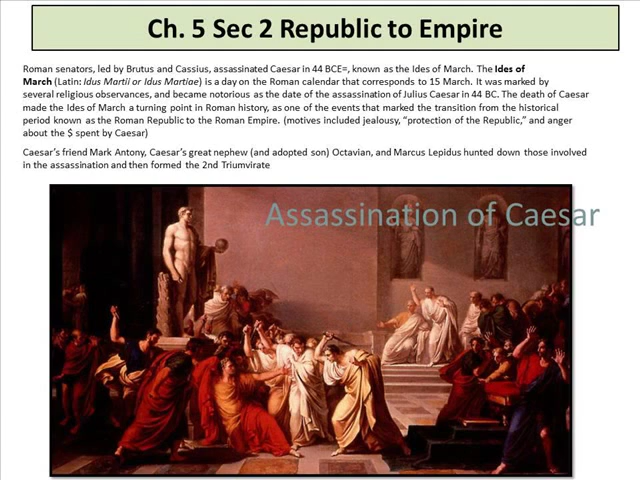 Ch. 5 Sec 2 Republic to Empire
Roman senators, led by Brutus and Cassius, assassinated Caesar in 44 BCE=, known as the Ides of March. The Ides of
March (Latin: Idus Martii or Idus Martiae) is a day on the Roman calendar that corresponds to 15 March. It was marked by
several religious observances, and became notorious as the date of the assassination of Julius Caesar in 44 BC. The death of Caesar
made the Ides of March a turning point in Roman history, as one of the events that marked the transition from the historical
period known as the Roman Republic to the Roman Empire. (motives included jealousy, “protection of the Republic,” and anger
about the $ spent by Caesar)
Caesar’s friend Mark Antony, Caesar’s great nephew (and adopted son) Octavian, and Marcus Lepidus hunted down those involved
in the assassination and then formed the 2nd Triumvirate
Assassination of Caesar